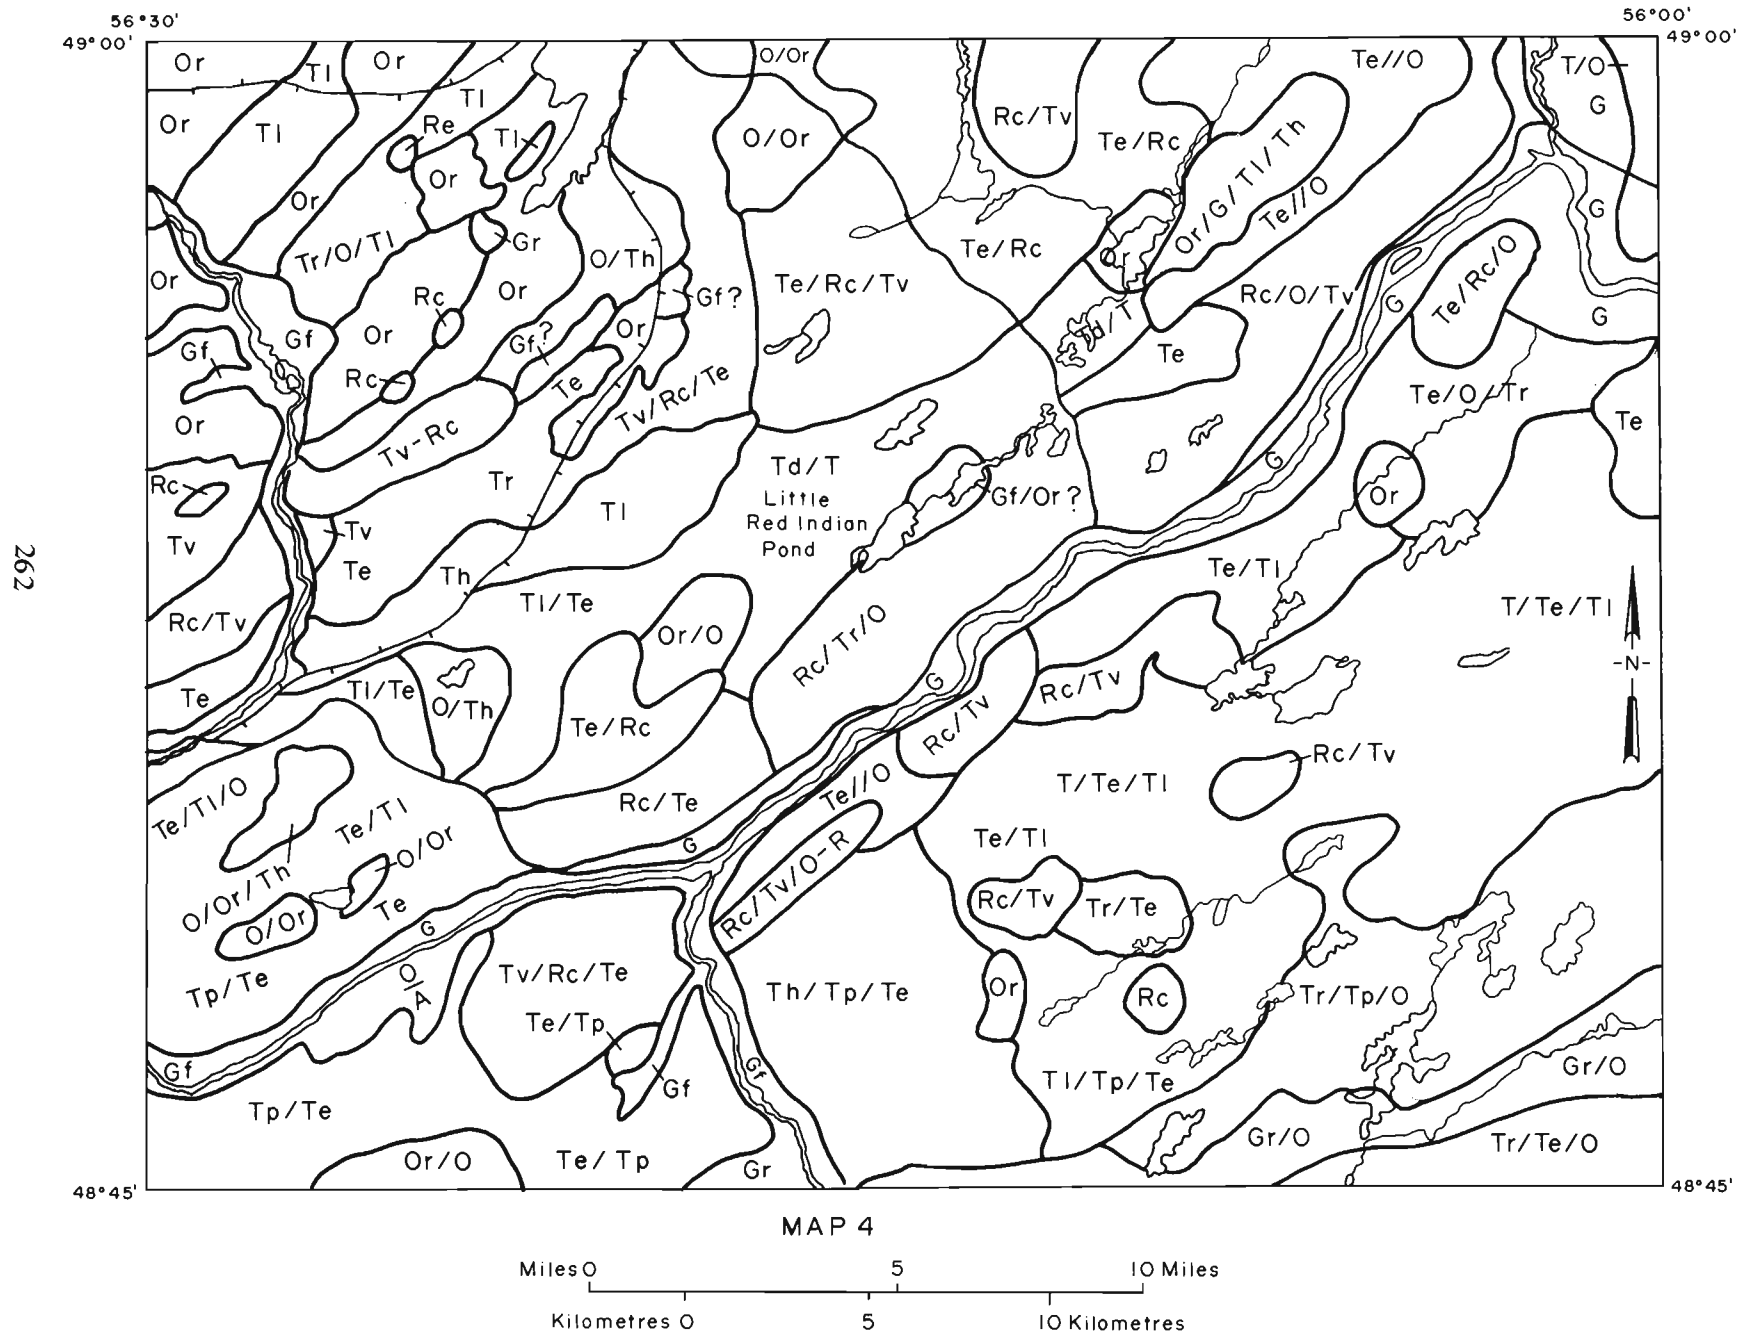 56°30'
56°00'
49°00'
49°00'
Or
Tl
Or
O/Or
Te//O
T/O
Tl
G
Or
Tl
Re
Tl
O/Or
Rc/Tv
Te/Rc
Or/G/Tl/Th
Or
Or
Te//O
G
Tr/O/Tl
Gr
O/Th
Te/Rc
Or
Te/Rc/O
Or
Rc
Or
Gf?
Te/Rc/Tv
Rc/O/Tv
G
G
Gf
Or
Gf?
Or
Td/T
Te
Gf
Rc
Te
Te/O/Tr
Or
Tv-Rc
Tv/Rc/Te
Te
G
Td/T
Rc
Tr
Little
Red Indian
Pond
Gf/Or?
Or
Tl
Tv
Tv
Te
Th
Te/Tl
Tl/Te
T/Te/Tl
Rc/Tv
Or/O
Rc/Tr/O
-N-
Te
Tl/Te
O/Th
G
Rc/Tv
Te/Rc
Rc/Tv
Rc/Tv
T/Te/Tl
Te/Tl/O
Te/Tl
Rc/Te
Te//O
G
Te/Tl
O/Or
O/Or/Th
Rc/Tv/O-R
Rc/Tv
Tr/Te
Te
O/Or
G
O
A
Tv/Rc/Te
Th/Tp/Te
Or
Rc
Tr/Tp/O
Tp/Te
Te/Tp
Gf
Gf
Gf
Tl/Tp/Te
Gr/O
Tp/Te
Gr/O
Tr/Te/O
Or/O
Te/Tp
Gr
48°45'
48°45'
262
MAP 4
Miles 0 5 10 Miles
Kilometres 0 5 10 Kilometres